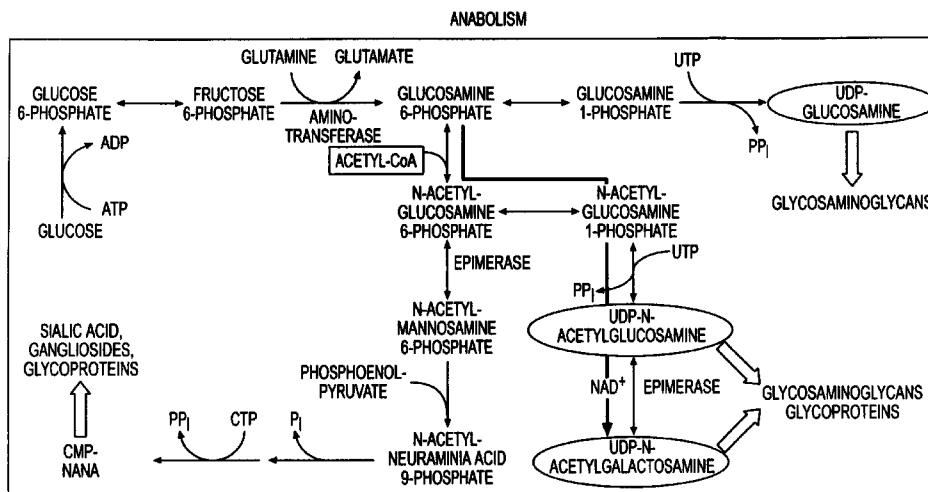 ANABOLISM
GLUTAMINE
GLUTAMATE
UTP
GLUCOSE
6-PHOSPHATE
FRUCTOSE
6-PHOSPHATE
AMINO-
TRANSFERASE
GLUCOSAMINE
6-PHOSPHATE
GLUCOSAMINE
1-PHOSPHATE
UDP-
GLUCOSAMINE
PPI
ADP
ATP
GLUCOSE
ACETYL-CoA
GLYCOSAMINOGLYCANS
N-ACETYL-
GLUCOSAMINE
6-PHOSPHATE
N-ACETYL-
GLUCOSAMINE
1-PHOSPHATE
EPIMERASE
UTP
PPI
N-ACETYL-
MANNOSAMINE
6-PHOSPHATE
UDP-N-
ACETYLGLUCOSAMINE
SIALIC ACID,
GANGLIOSIDES,
GLYCOPROTEINS
PHOSPHOENOL-
PYRUVATE
NAD+
EPIMERASE
GLYCOSAMINOGLYCANS
GLYCOPROTEINS
PPI
CTP
PI
CMP-
NANA
N-ACETYL-
NEURAMINIA ACID
9-PHOSPHATE
UDP-N-
ACETYLGALACTOSAMINE